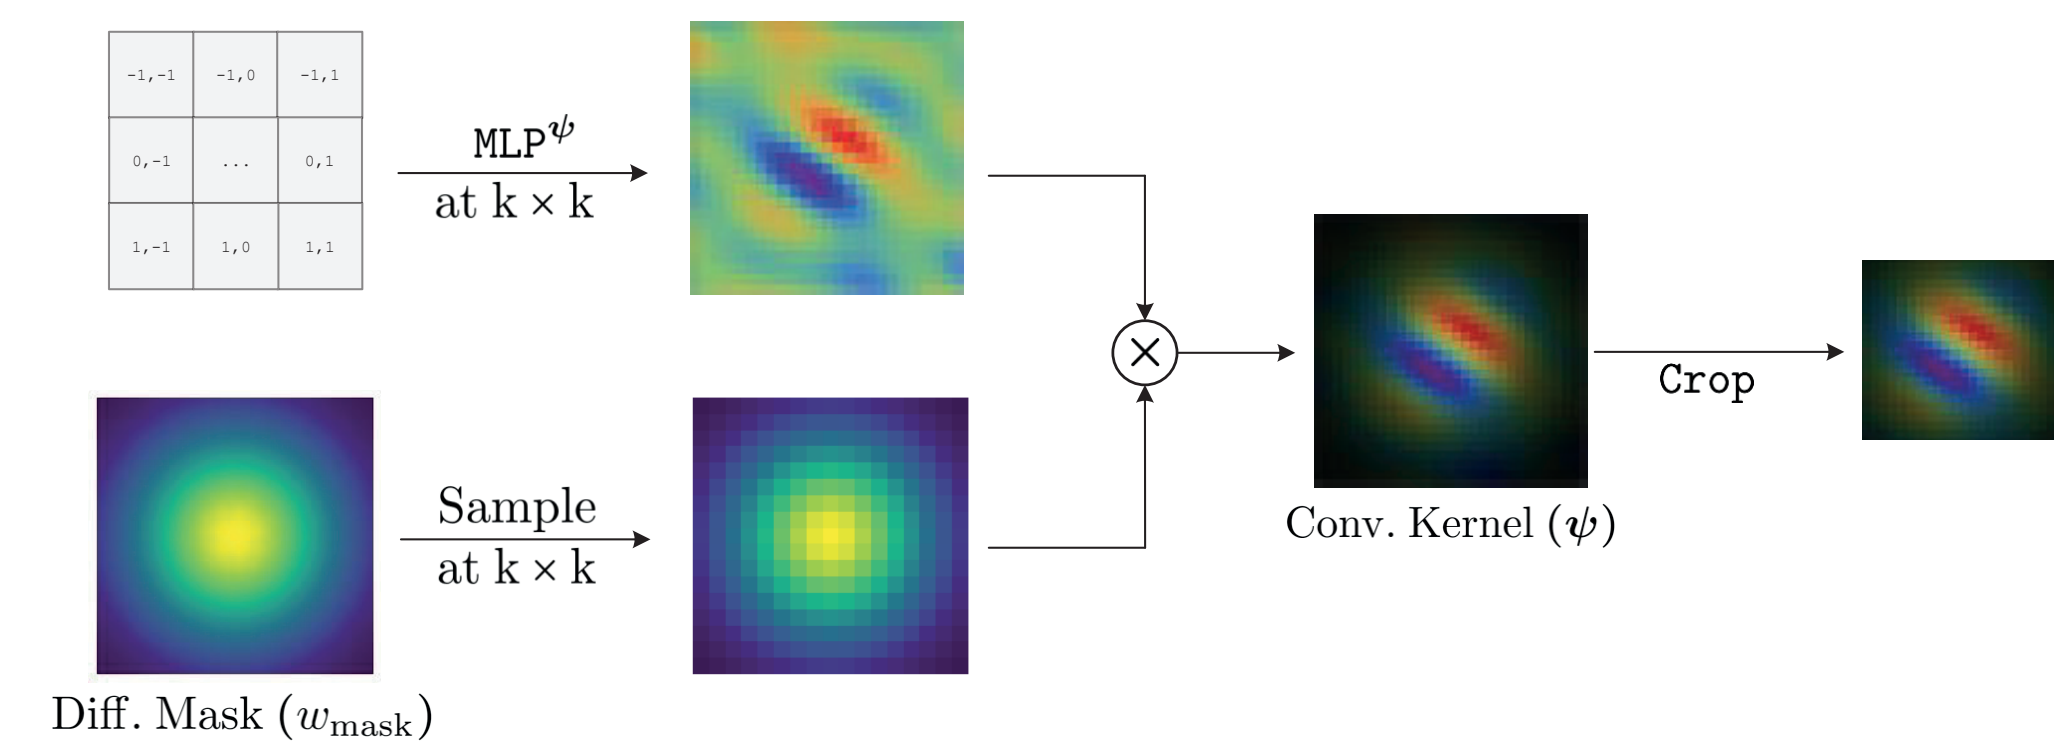 -1,-1 -1,0 -1,1
0,-1 ... 0,1
1,-1 1,0 1,1
MLP^ψ
at k × k
Sample
at k × k
Diff. Mask (w_mask)
Conv. Kernel (ψ)
Crop